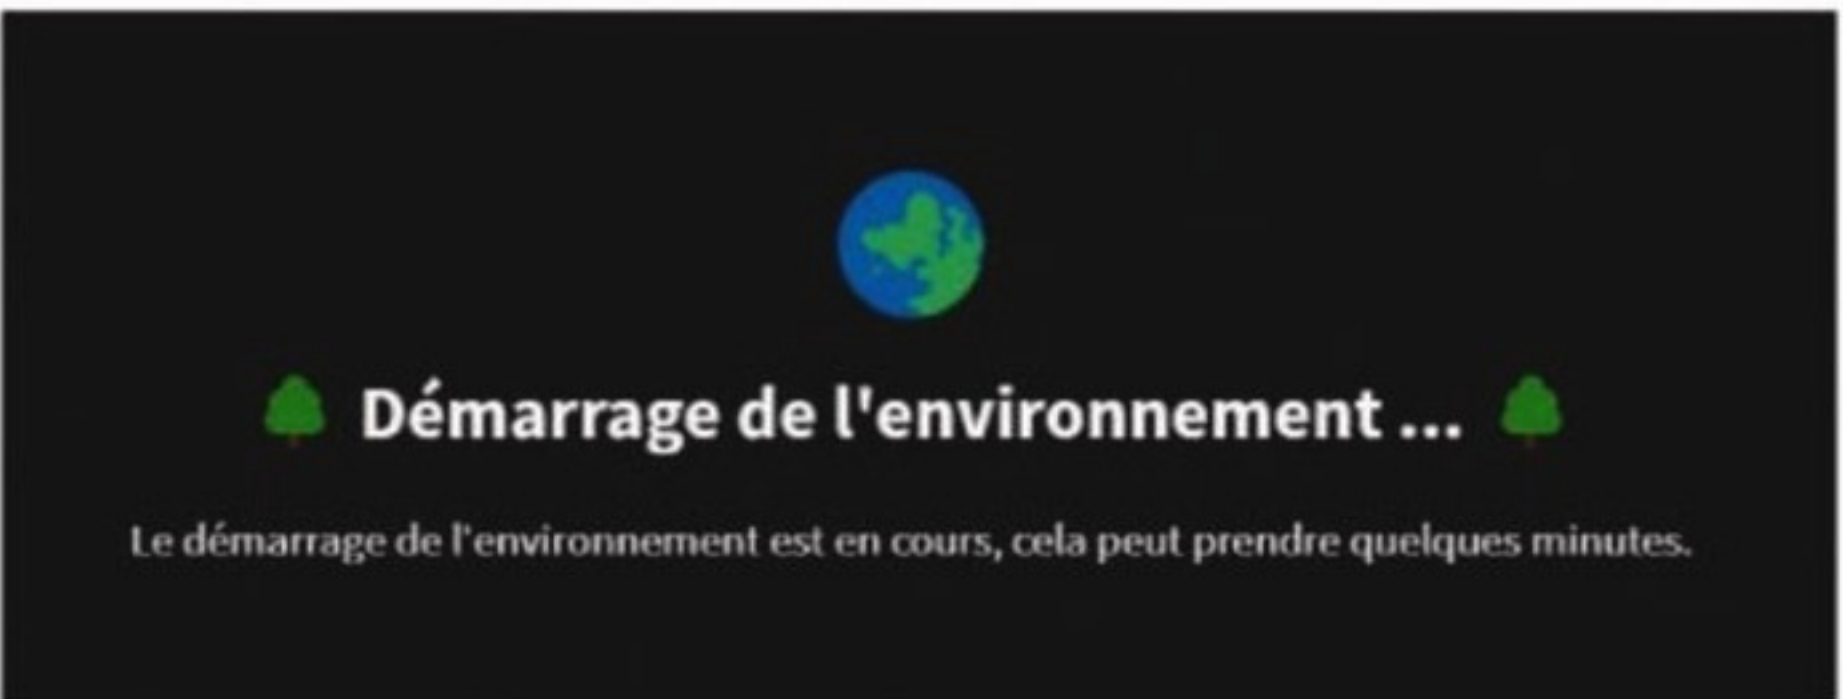 Démarrage de l'environnement ...
Le démarrage de l'environnement est en cours, cela peut prendre quelques minutes.